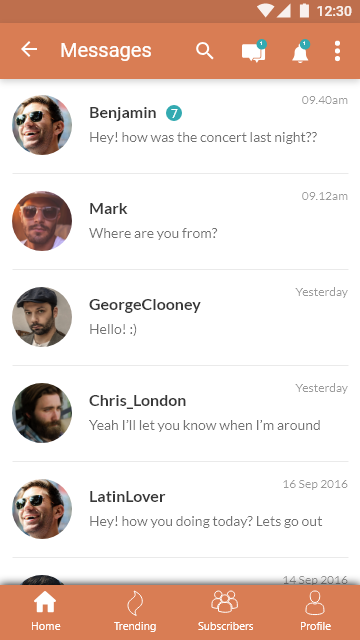 12:30
Messages
1
1
09.40am
Benjamin 7
Hey! how was the concert last night??
09.12am
Mark
Where are you from?
Yesterday
GeorgeClooney
Hello! :)
Yesterday
Chris_London
Yeah I'll let you know when I'm around
16 Sep 2016
LatinLover
Hey! how you doing today? Lets go out
14 Sep 2016
Home Trending Subscribers Profile